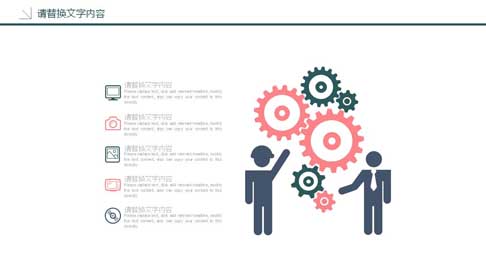 请替换文字内容
请替换文字内容
Please replace text, click add relevant headline, modify
the text content, also can copy your content to this
directly.
请替换文字内容
Please replace text, click add relevant headline, modify
the text content, also can copy your content to this
directly.
请替换文字内容
Please replace text, click add relevant headline, modify
the text content, also can copy your content to this
directly.
请替换文字内容
Please replace text, click add relevant headline, modify
the text content, also can copy your content to this
directly.
请替换文字内容
Please replace text, click add relevant headline, modify
the text content, also can copy your content to this
directly.